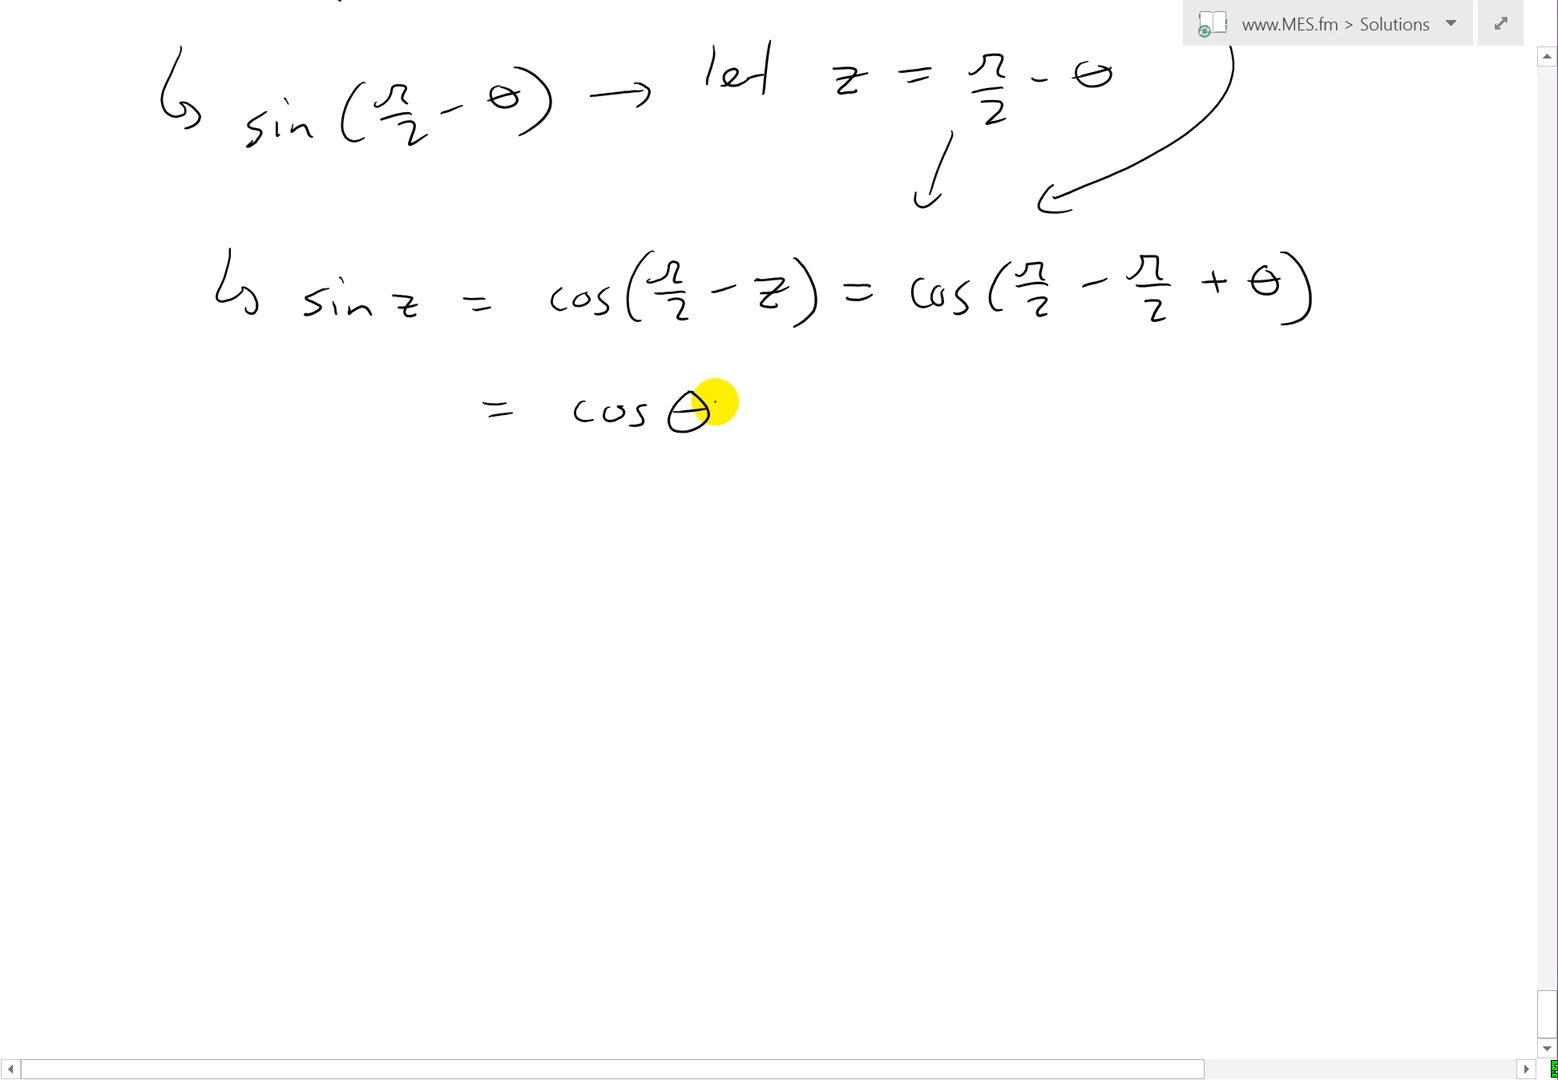 www.MES.fm > Solutions
↳ sin(π/2 - θ) → let z = π/2 - θ
↳ sin z = cos(π/2 - z) = cos(π/2 - π/2 + θ)
= cos θ